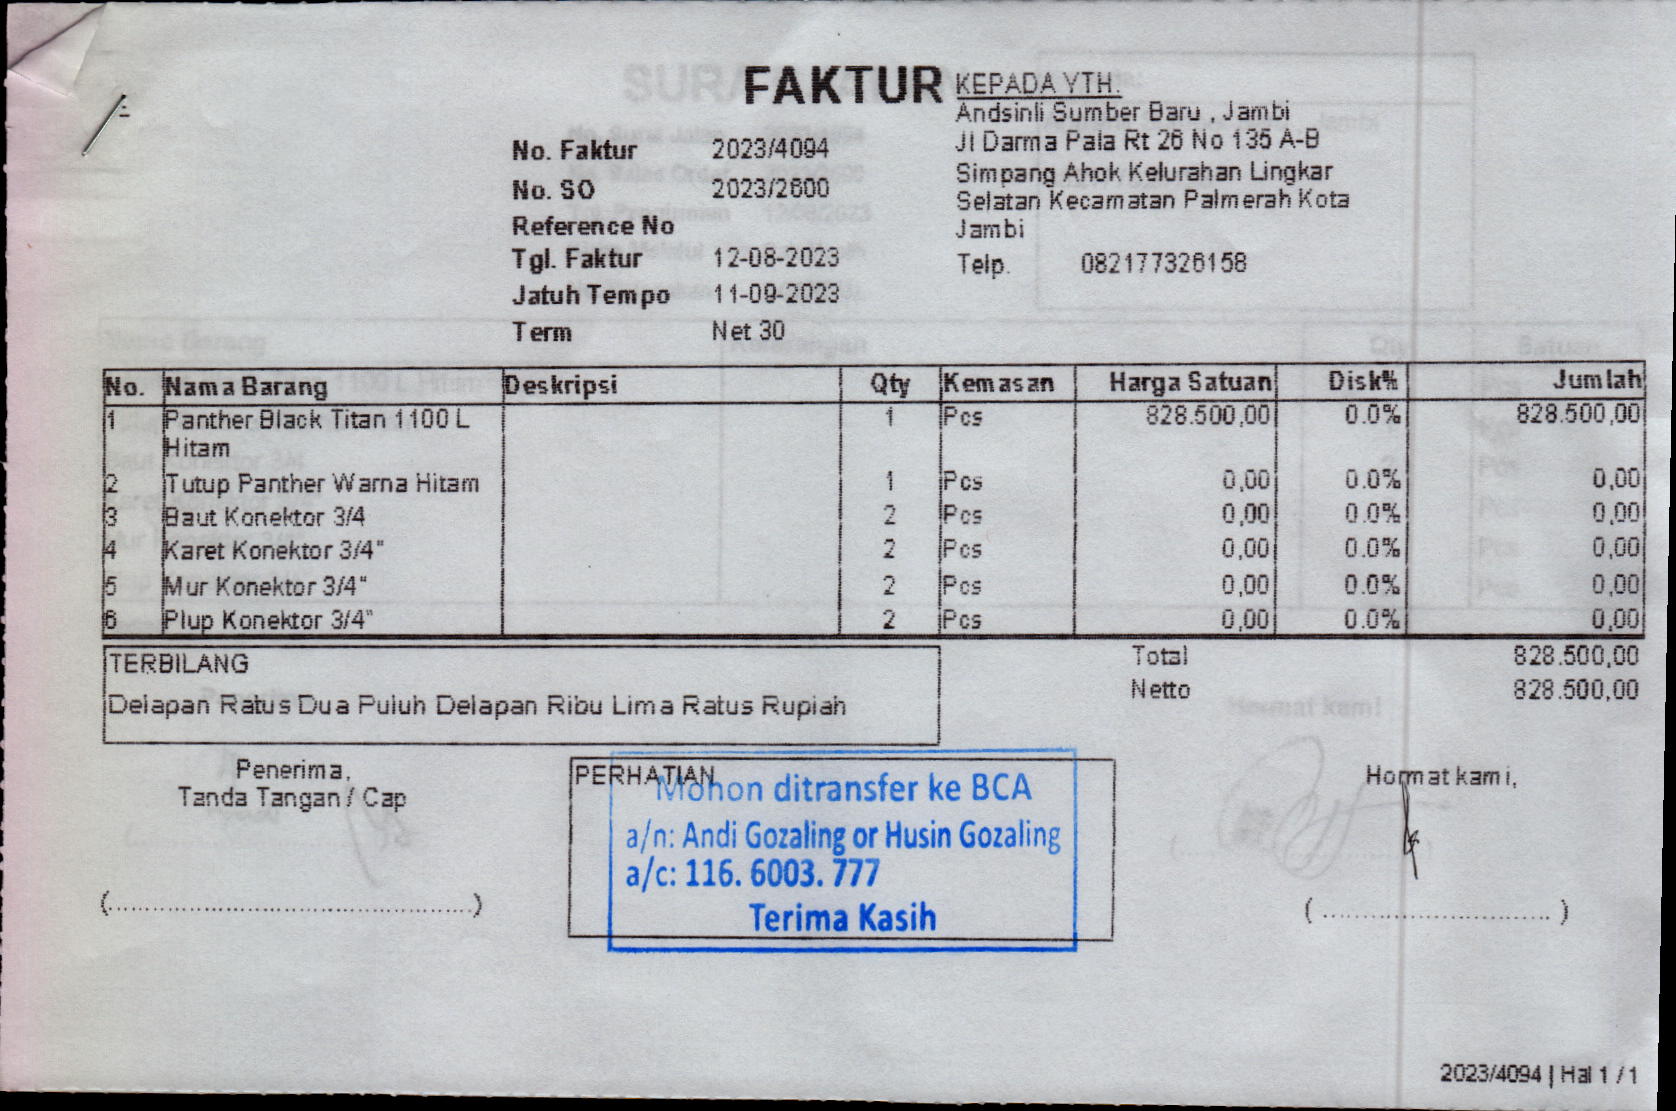 FAKTUR
No. Faktur 2023/4094
No. SO 2023/2600
Reference No
Tgl. Faktur 12-08-2023
Jatuh Tempo 11-09-2023
Term Net 30
KEPADA YTH.
Andsinli Sumber Baru , Jambi
Jl Darma Pala Rt 26 No 135 A-B
Simpang Ahok Kelurahan Lingkar
Selatan Kecamatan Palmerah Kota
Jambi
Telp. 082177326158
No. Nama Barang Deskripsi Qty Kemasan Harga Satuan Disk% Jumlah
1 Panther Black Titan 1100 L 1 Pcs 828.500,00 0.0% 828.500,00
Hitam
2 Tutup Panther Warna Hitam 1 Pcs 0,00 0.0% 0,00
3 Baut Konektor 3/4 2 Pcs 0,00 0.0% 0,00
4 Karet Konektor 3/4" 2 Pcs 0,00 0.0% 0,00
5 Mur Konektor 3/4" 2 Pcs 0,00 0.0% 0,00
6 Plup Konektor 3/4" 2 Pcs 0,00 0.0% 0,00
Total 828.500,00
Netto 828.500,00
TERBILANG
Delapan Ratus Dua Puluh Delapan Ribu Lima Ratus Rupiah
Penerima,
Tanda Tangan / Cap
(..............................................)
PERHATIAN
Mohon ditransfer ke BCA
a/n: Andi Gozaling or Husin Gozaling
a/c: 116. 6003. 777
Terima Kasih
Hormat kami,
( ............................. )
2023/4094 | Hal 1 / 1